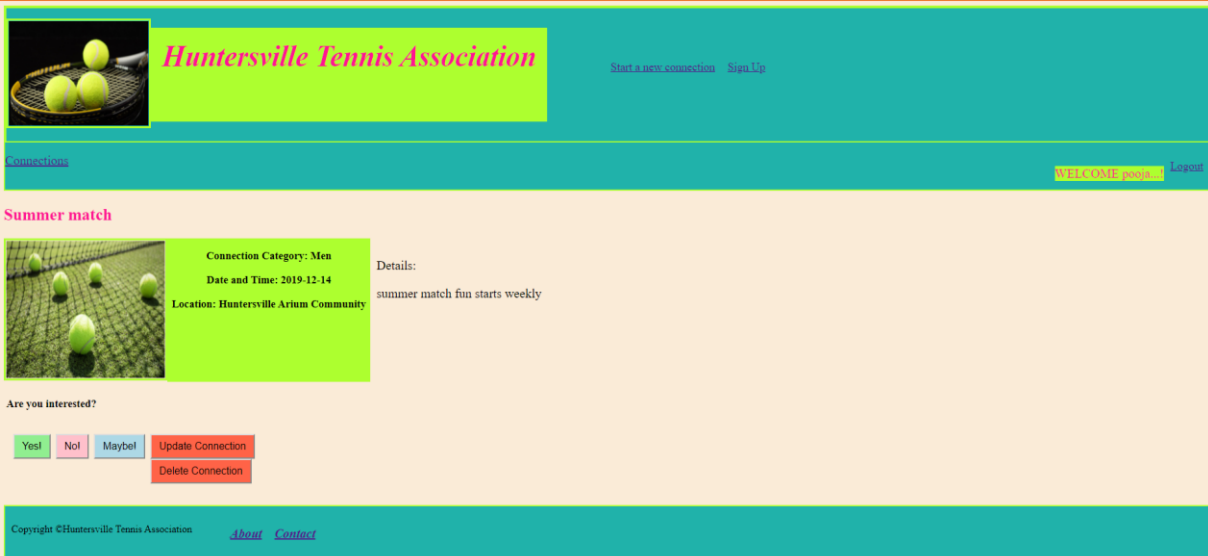 Huntersville Tennis Association
Start a new connection Sign Up
Connections
WELCOME pooja...!
Logout
Summer match
Connection Category: Men
Date and Time: 2019-12-14
Location: Huntersville Arium Community
Details:
summer match fun starts weekly
Are you interested?
Yes! No! Maybe! Update Connection
Delete Connection
Copyright ©Huntersville Tennis Association
About Contact